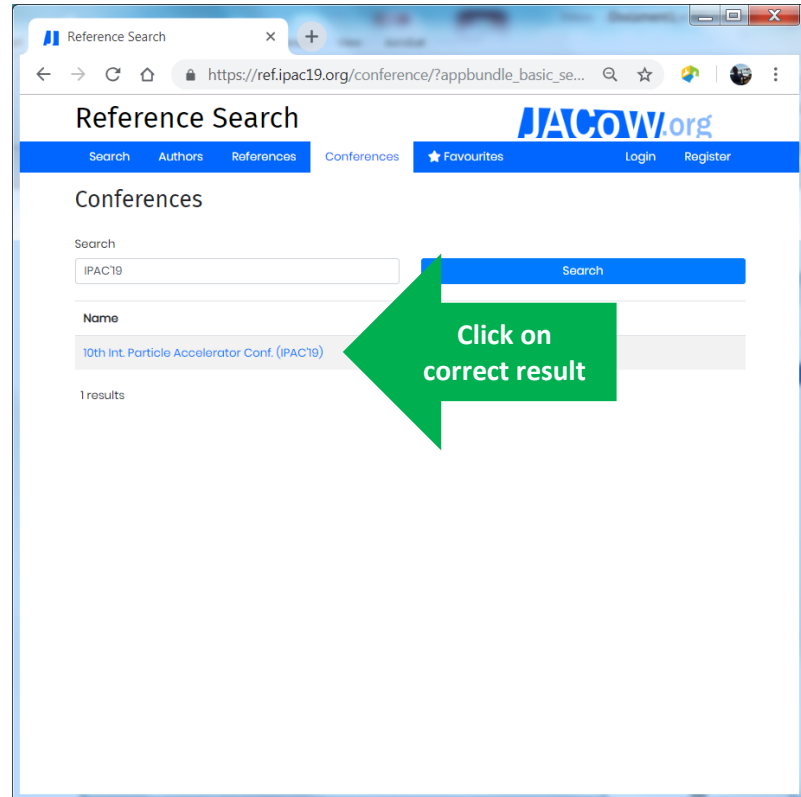 Reference Search
https://ref.ipac19.org/conference/?appbundle_basic_se...
Reference Search
JACoW.org
Search Authors References Conferences Favourites Login Register
Conferences
Search
IPAC'19
Search
Name
10th Int. Particle Accelerator Conf. (IPAC'19)
Click on
correct result
1 results